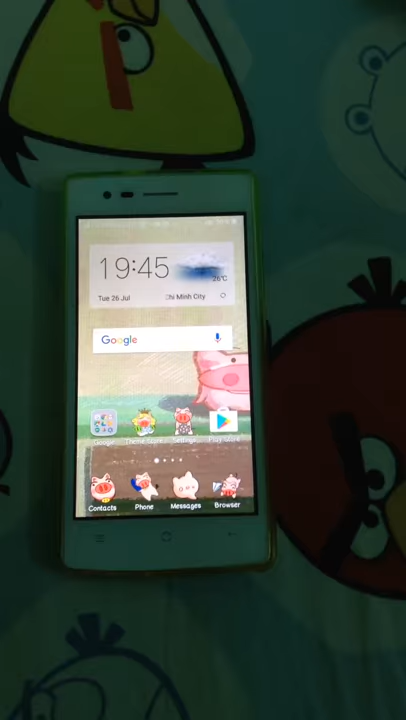 19:45
26°C
Tue 26 Jul
Chi Minh City
Google
Google
Theme Store
Settings
Play Store
Contacts
Phone
Messages
Browser